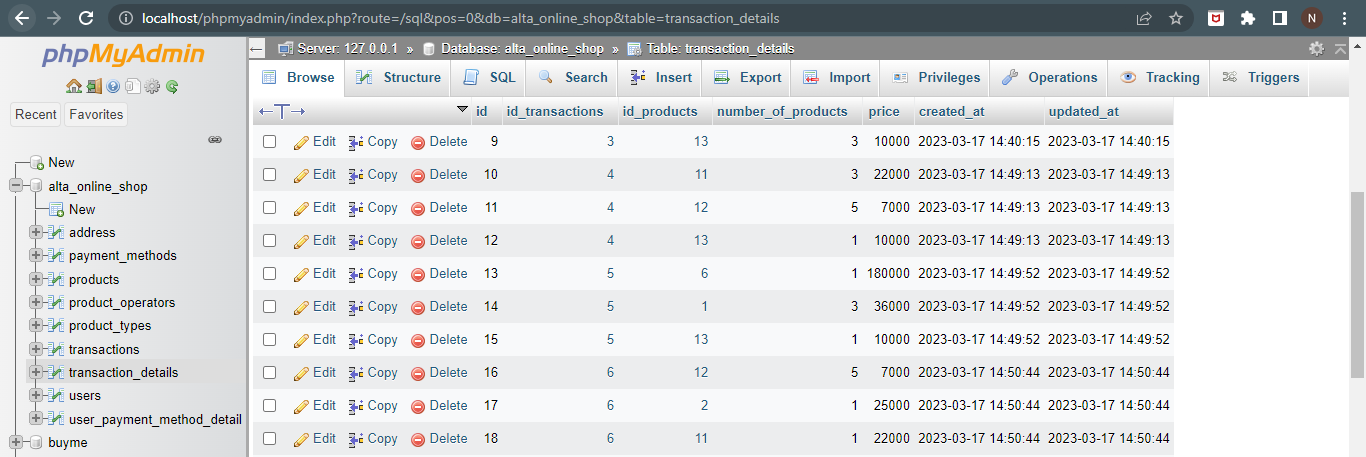 localhost/phpmyadmin/index.php?route=/sql&pos=0&db=alta_online_shop&table=transaction_details
N
phpMyAdmin
Recent Favorites
New
alta_online_shop
New
address
payment_methods
products
product_operators
product_types
transactions
transaction_details
users
user_payment_method_detail
buyme
Server: 127.0.0.1 » Database: alta_online_shop » Table: transaction_details
Browse Structure SQL Search Insert Export Import Privileges Operations Tracking Triggers
id id_transactions id_products number_of_products price created_at updated_at
Edit Copy Delete 9 3 13 3 10000 2023-03-17 14:40:15 2023-03-17 14:40:15
Edit Copy Delete 10 4 11 3 22000 2023-03-17 14:49:13 2023-03-17 14:49:13
Edit Copy Delete 11 4 12 5 7000 2023-03-17 14:49:13 2023-03-17 14:49:13
Edit Copy Delete 12 4 13 1 10000 2023-03-17 14:49:13 2023-03-17 14:49:13
Edit Copy Delete 13 5 6 1 180000 2023-03-17 14:49:52 2023-03-17 14:49:52
Edit Copy Delete 14 5 1 3 36000 2023-03-17 14:49:52 2023-03-17 14:49:52
Edit Copy Delete 15 5 13 1 10000 2023-03-17 14:49:52 2023-03-17 14:49:52
Edit Copy Delete 16 6 12 5 7000 2023-03-17 14:50:44 2023-03-17 14:50:44
Edit Copy Delete 17 6 2 1 25000 2023-03-17 14:50:44 2023-03-17 14:50:44
Edit Copy Delete 18 6 11 1 22000 2023-03-17 14:50:44 2023-03-17 14:50:44